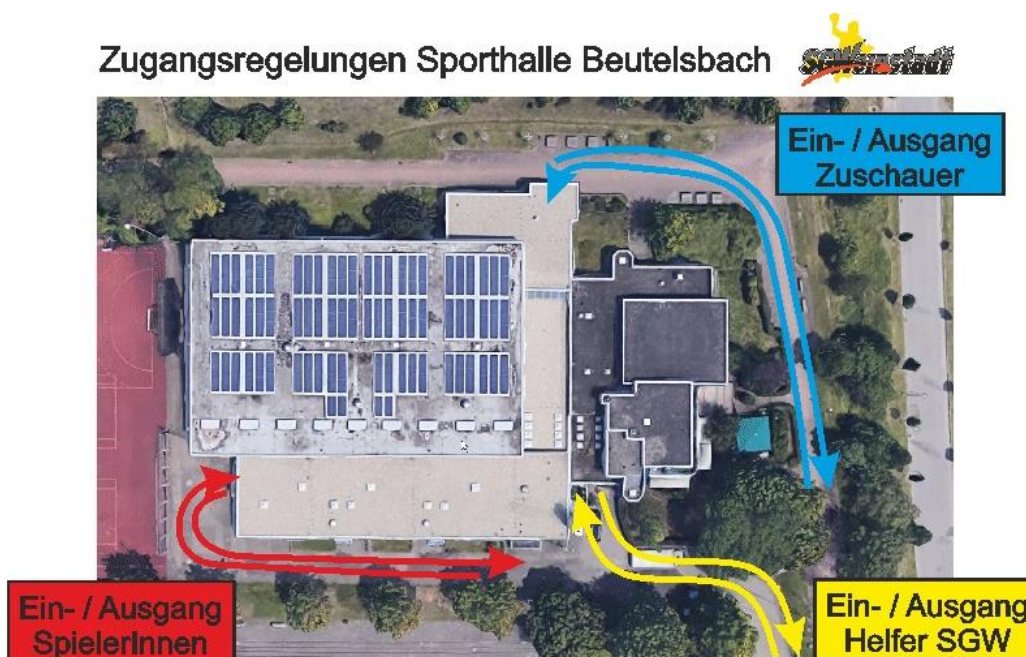 Zugangsregelungen Sporthalle Beutelsbach
Ein- / Ausgang
Zuschauer
Ein- / Ausgang
SpielerInnen
Ein- / Ausgang
Helfer SGW